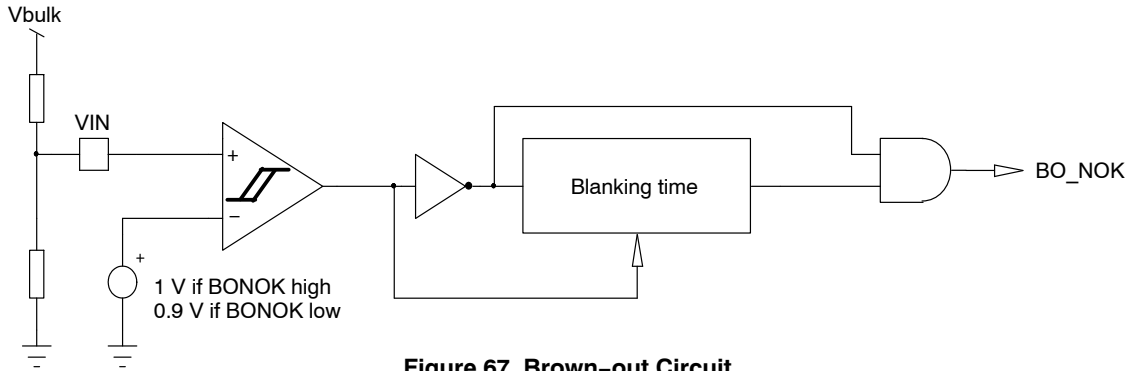 Vbulk
VIN
+
−
+
1 V if BONOK high
0.9 V if BONOK low
Blanking time
BO_NOK
Figure 67. Brown−out Circuit